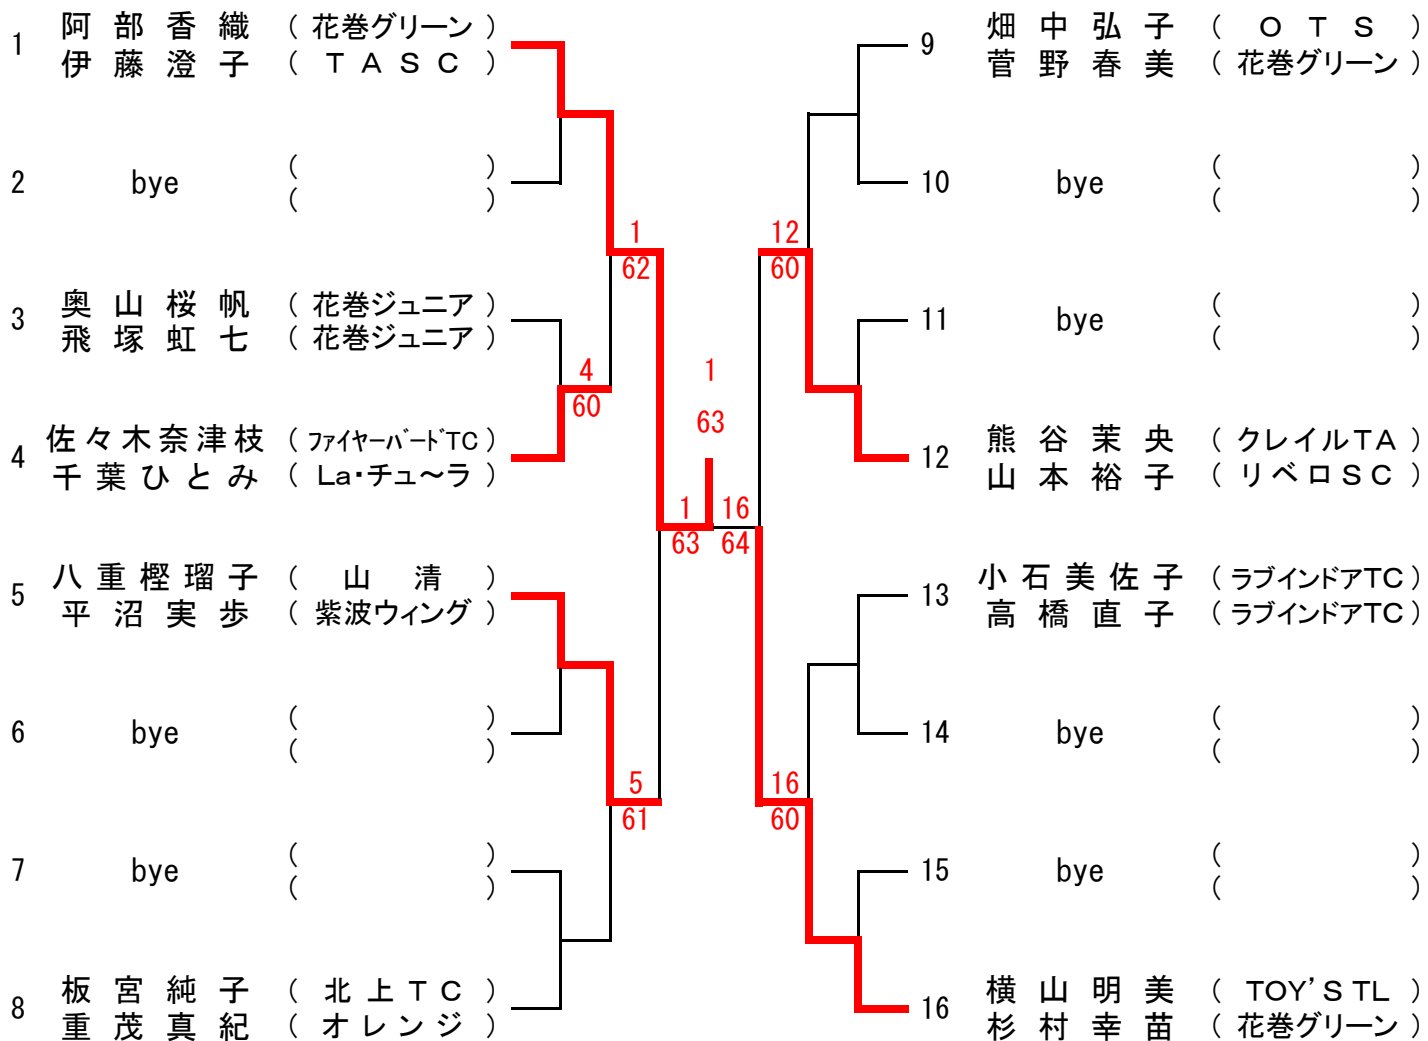 1 阿部香織 (花巻グリーン)
伊藤澄子 (TASC)
2 bye ( )
( )
3 奥山桜帆 (花巻ジュニア)
飛塚虹七 (花巻ジュニア)
4 佐々木奈津枝 (ファイヤーバードTC)
千葉ひとみ (La・チュ～ラ)
5 八重樫瑠子 (山清)
平沼実歩 (紫波ウィング)
6 bye ( )
( )
7 bye ( )
( )
8 板宮純子 (北上TC)
重茂真紀 (オレンジ)
1
62
4
60
5
61
1
63
1
63
16
64
12
60
16
60
9 畑中弘子 (OTS)
菅野春美 (花巻グリーン)
10 bye ( )
( )
11 bye ( )
( )
12 熊谷茉央 (クレイルTA)
山本裕子 (リベロSC)
13 小石美佐子 (ラブインドアTC)
高橋直子 (ラブインドアTC)
14 bye ( )
( )
15 bye ( )
( )
16 横山明美 (TOY'S TL)
杉村幸苗 (花巻グリーン)